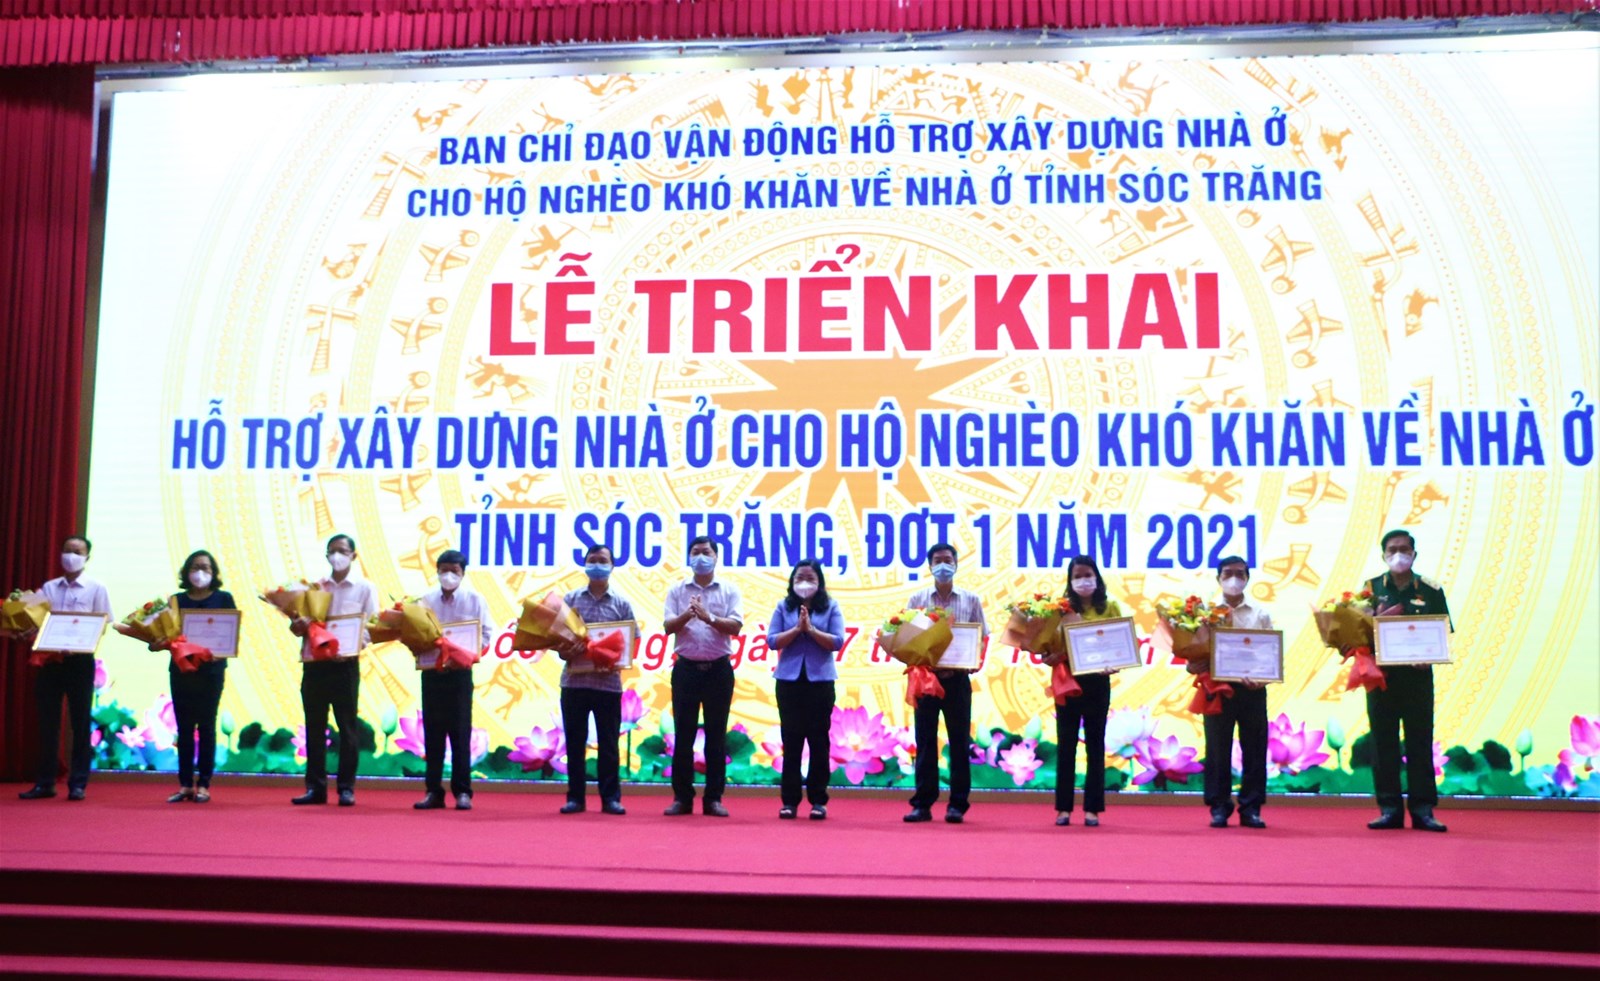 BAN CHỈ ĐẠO VẬN ĐỘNG HỖ TRỢ XÂY DỰNG NHÀ Ở
CHO HỘ NGHÈO KHÓ KHĂN VỀ NHÀ Ở TỈNH SÓC TRĂNG
LỄ TRIỂN KHAI
HỖ TRỢ XÂY DỰNG NHÀ Ở CHO HỘ NGHÈO KHÓ KHĂN VỀ NHÀ Ở
TỈNH SÓC TRĂNG, ĐỢT 1 NĂM 2021